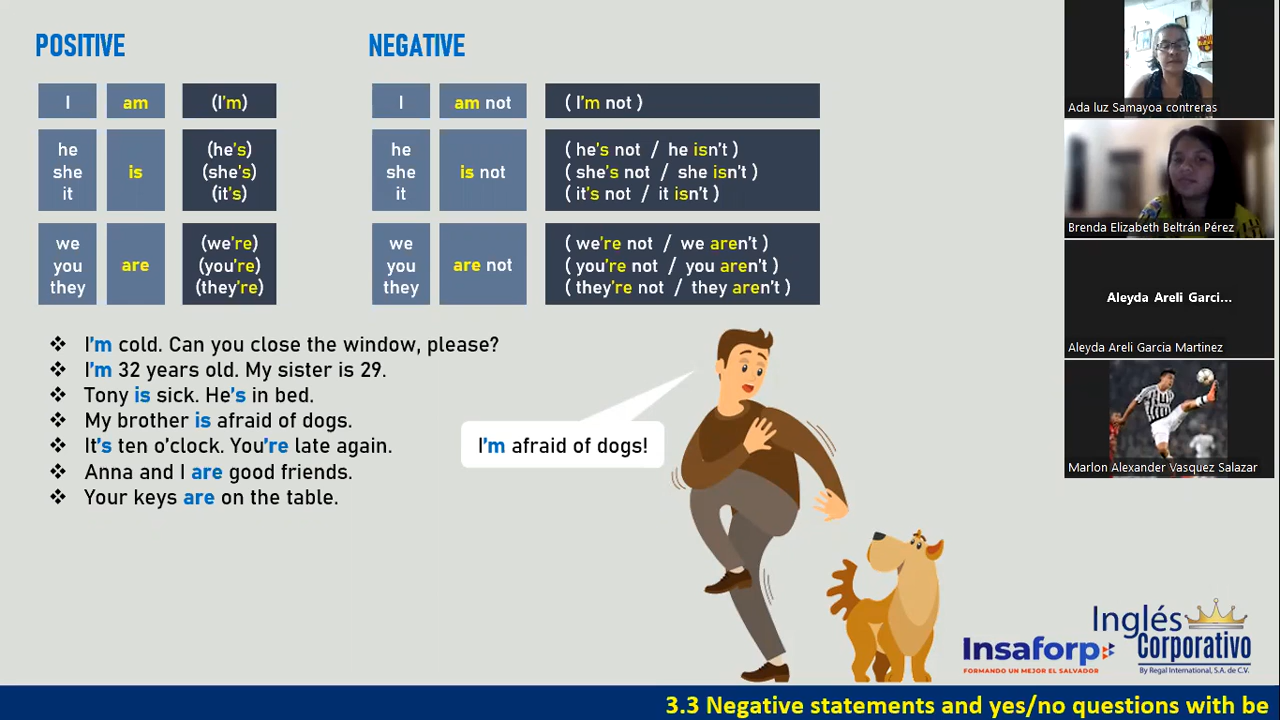 POSITIVE
NEGATIVE
I am (I'm)
he she it is (he's) (she's) (it's)
we you they are (we're) (you're) (they're)
I am not ( I'm not )
he she it is not ( he's not / he isn't ) ( she's not / she isn't ) ( it's not / it isn't )
we you they are not ( we're not / we aren't ) ( you're not / you aren't ) ( they're not / they aren't )
❖ I'm cold. Can you close the window, please?
❖ I'm 32 years old. My sister is 29.
❖ Tony is sick. He's in bed.
❖ My brother is afraid of dogs.
❖ It's ten o'clock. You're late again.
❖ Anna and I are good friends.
❖ Your keys are on the table.
I'm afraid of dogs!
Insaforp
FORMANDO UN MEJOR EL SALVADOR
Inglés
Corporativo
By Regal International, S.A. de C.V.
3.3 Negative statements and yes/no questions with be
Ada luz Samayoa contreras
Brenda Elizabeth Beltrán Pérez
Aleyda Areli Garci...
Aleyda Areli Garcia Martinez
Marlon Alexander Vasquez Salazar